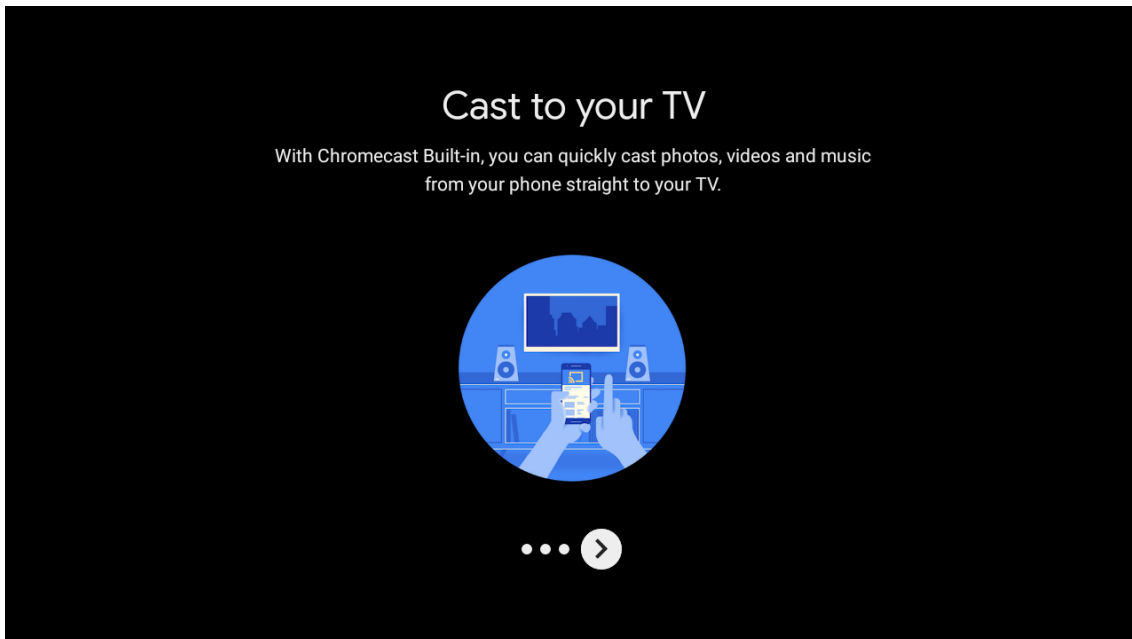 Cast to your TV
With Chromecast Built-in, you can quickly cast photos, videos and music
from your phone straight to your TV.